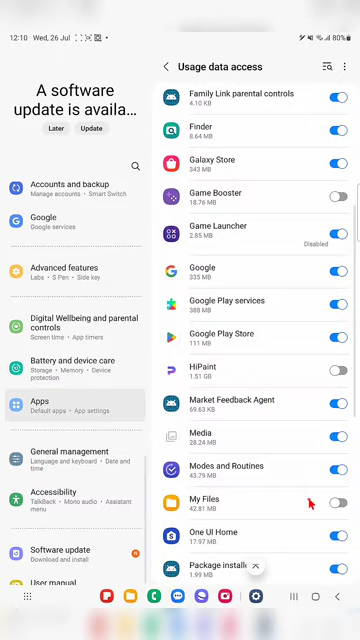 12:10 Wed, 26 Jul
80%
A software
update is availa...
Later
Update
Accounts and backup
Manage accounts • Smart Switch
Google
Google services
Advanced features
Labs • S Pen • Side key
Digital Wellbeing and parental
controls
Screen time • App timers
Battery and device care
Storage • Memory • Device
protection
Apps
Default apps • App settings
General management
Language and keyboard • Date and
time
Accessibility
TalkBack • Mono audio • Assistant
menu
Software update
Download and install
N
User manual
Usage data access
Family Link parental controls
4.10 KB
Finder
8.64 MB
Galaxy Store
343 MB
Game Booster
18.76 MB
Game Launcher
2.85 MB
Disabled
Google
335 MB
Google Play services
388 MB
Google Play Store
111 MB
HiPaint
1.51 GB
Market Feedback Agent
69.63 KB
Media
28.24 MB
Modes and Routines
43.79 MB
My Files
42.81 MB
One UI Home
17.97 MB
Package installe
1.99 MB